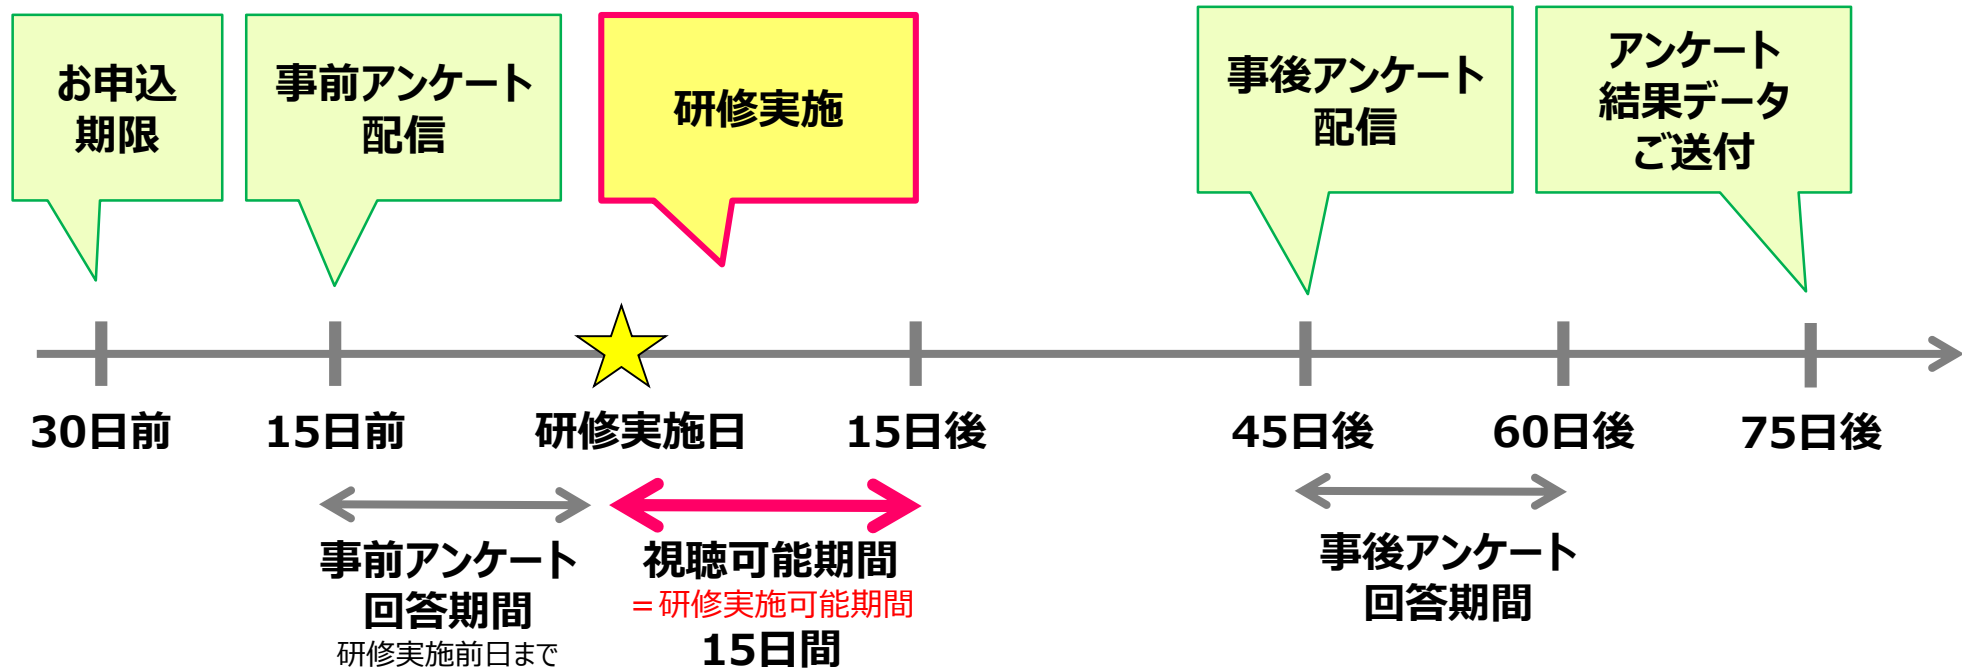 お申込
期限
事前アンケート
配信
研修実施
事後アンケート
配信
アンケート
結果データ
ご送付
30日前
15日前
研修実施日
15日後
45日後
60日後
75日後
事前アンケート
回答期間
研修実施前日まで
視聴可能期間
＝研修実施可能期間
15日間
事後アンケート
回答期間